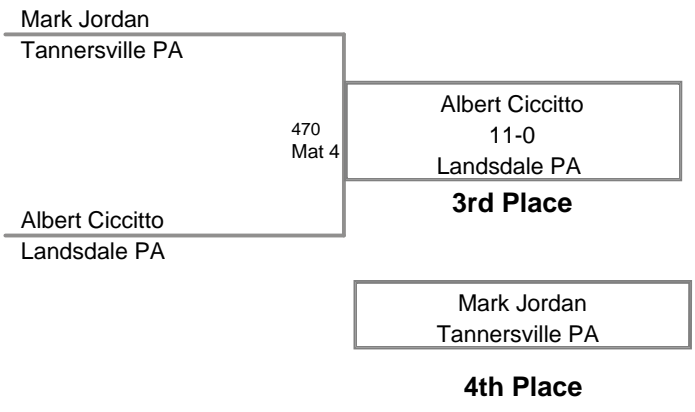 Mark Jordan
Tannersville PA
Albert Ciccitto
11-0
Landsdale PA
3rd Place
470
Mat 4
Albert Ciccitto
Landsdale PA
Mark Jordan
Tannersville PA
4th Place